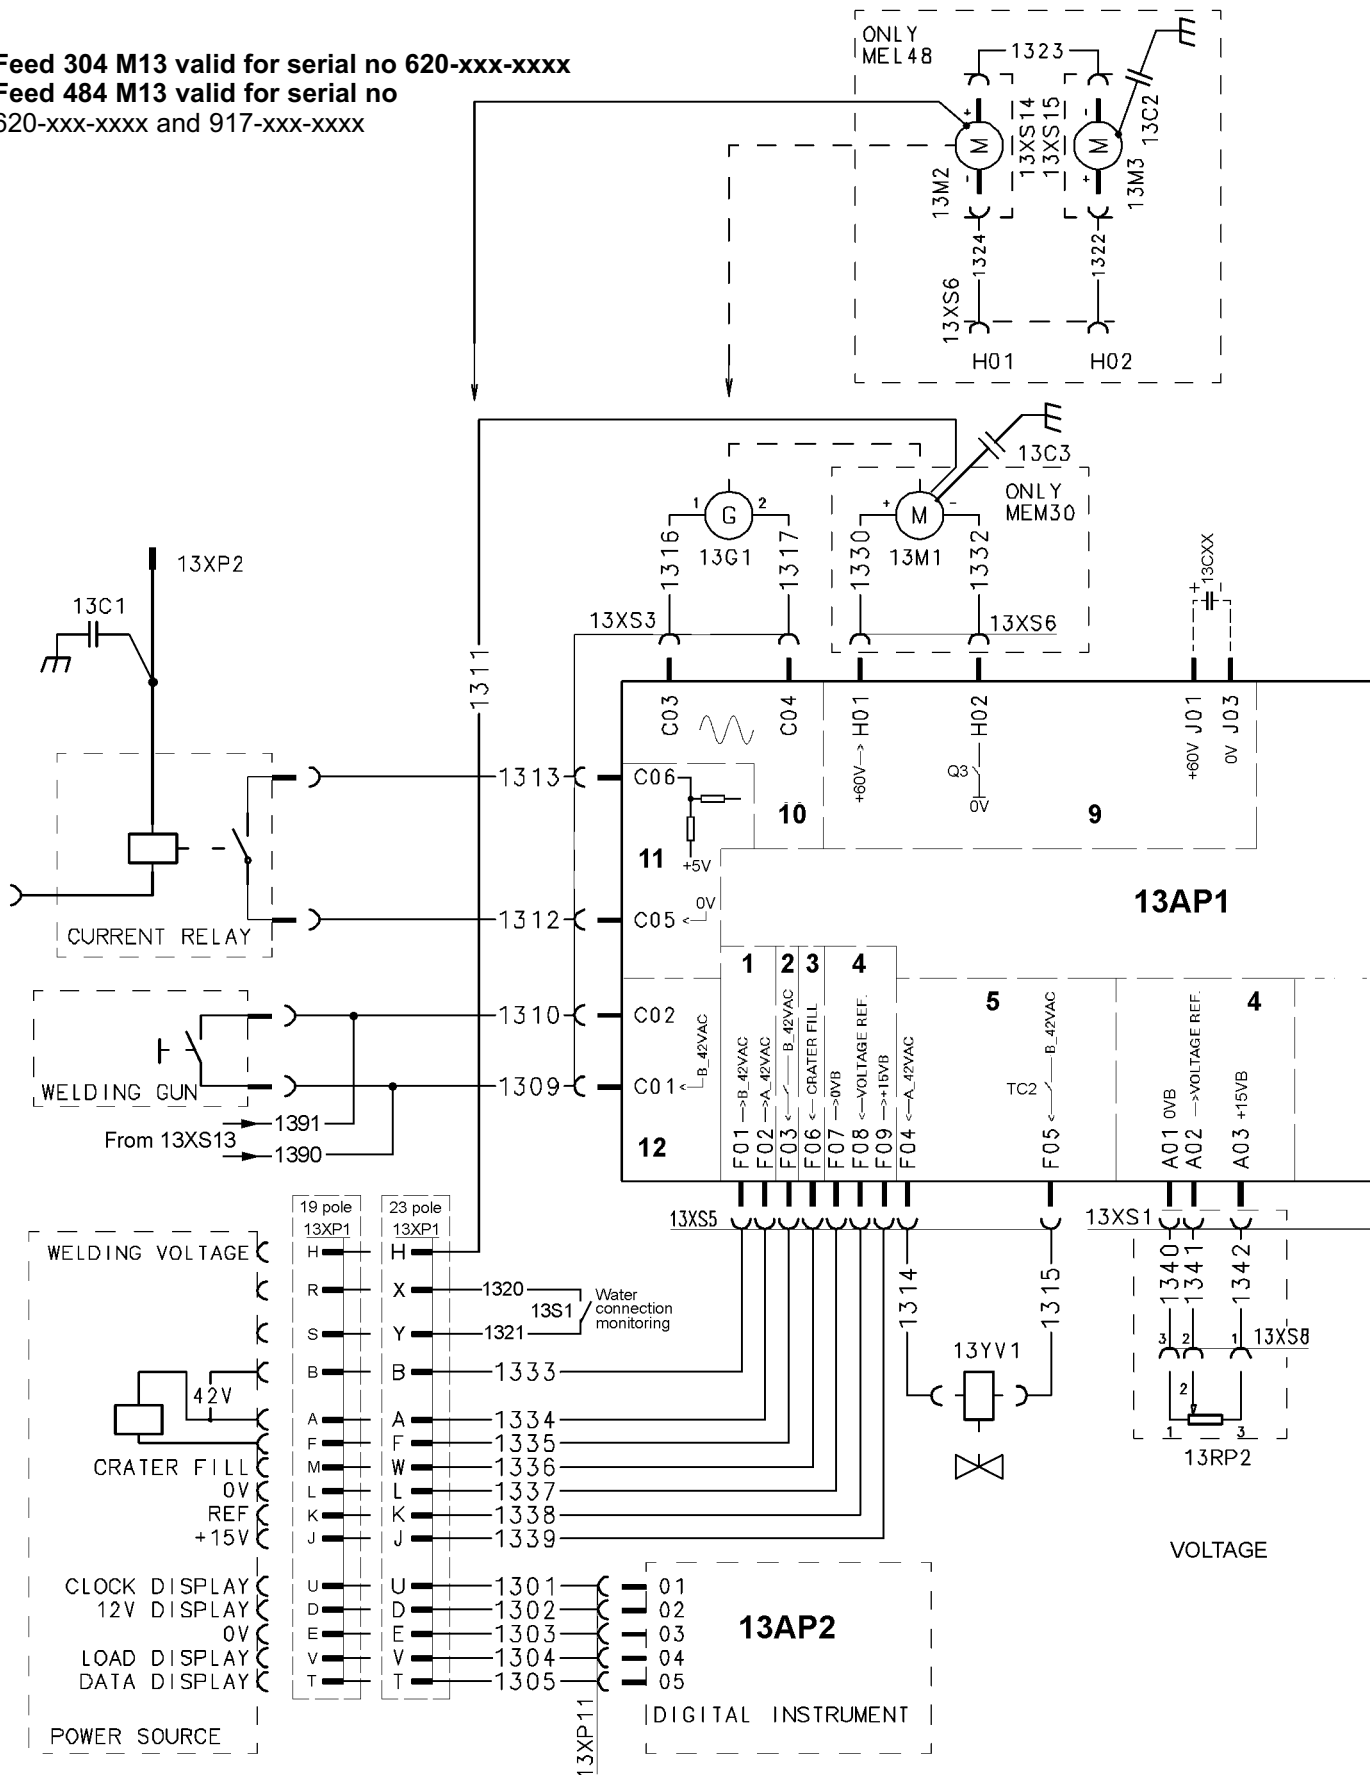 Feed 304 M13 valid for serial no 620-xxx-xxxx
Feed 484 M13 valid for serial no
620-xxx-xxxx and 917-xxx-xxxx
ONLY
MEL48
1323
13XS14
13XS15
13C2
+
-
M
M
-
+
13M2
13M3
1324
1322
13XS6
H01
H02
13C3
ONLY
MEM30
1
G
2
+
M
-
1316
13G1
1317
1330
13M1
1332
13XP2
13C1
1311
13XS3
13XS6
+
-
13CXX
C03
C04
+60V--> H01
H02
Q3
0V
+60V J01
0V J03
1313
C06
10
9
11
+5V
0V
13AP1
1312
C05
CURRENT RELAY
1
2
3
4
5
4
1310
C02
B_42VAC
WELDING GUN
1309
C01
From 13XS13
1391
1390
12
F01 -->B_42VAC
F02 -->A_42VAC
F03 <-- B_42VAC
F06 <--CRATER FILL
F07 -->0VB
F08 <--VOLTAGE REF.
F09 -->+15VB
F04 <--A_42VAC
TC2
F05 <-- B_42VAC
A01 0VB
A02 -->VOLTAGE REF.
A03 +15VB
13XS5
13XS1
19 pole
13XP1
23 pole
13XP1
WELDING VOLTAGE
H
H
R
X
1320
13S1
Water
connection
monitoring
S
Y
1321
1314
1315
1340
1341
1342
3
2
1
13XS8
13YV1
B
B
1333
42V
A
A
1334
2
1
3
13RP2
F
F
1335
CRATER FILL
M
W
1336
0V
L
L
1337
REF
K
K
1338
+15V
J
J
1339
VOLTAGE
CLOCK DISPLAY
U
U
1301
01
12V DISPLAY
D
D
1302
02
0V
E
E
1303
03
LOAD DISPLAY
V
V
1304
04
DATA DISPLAY
T
T
1305
05
13AP2
DIGITAL INSTRUMENT
POWER SOURCE
13XP11